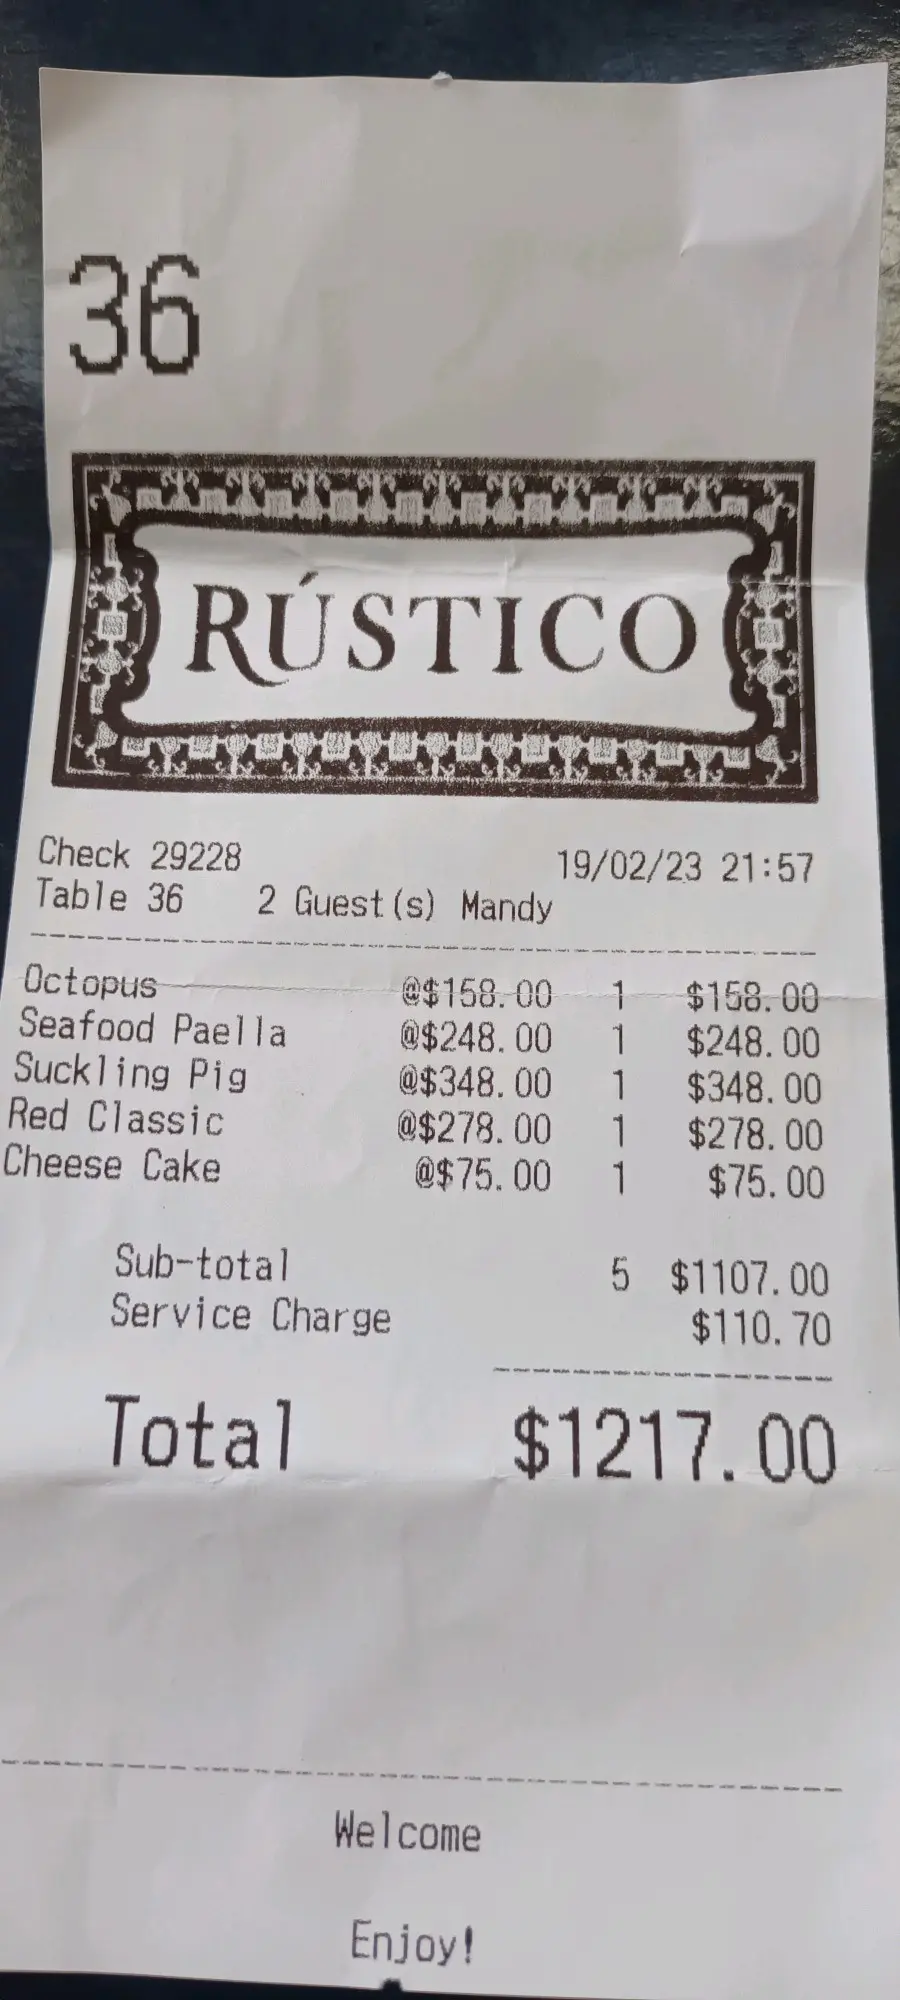 36
RÚSTICO
Check 29228 19/02/23 21:57
Table 36 2 Guest(s) Mandy
Octopus @$158.00 1 $158.00
Seafood Paella @$248.00 1 $248.00
Suckling Pig @$348.00 1 $348.00
Red Classic @$278.00 1 $278.00
Cheese Cake @$75.00 1 $75.00
Sub-total 5 $1107.00
Service Charge $110.70
Total $1217.00
Welcome
Enjoy!